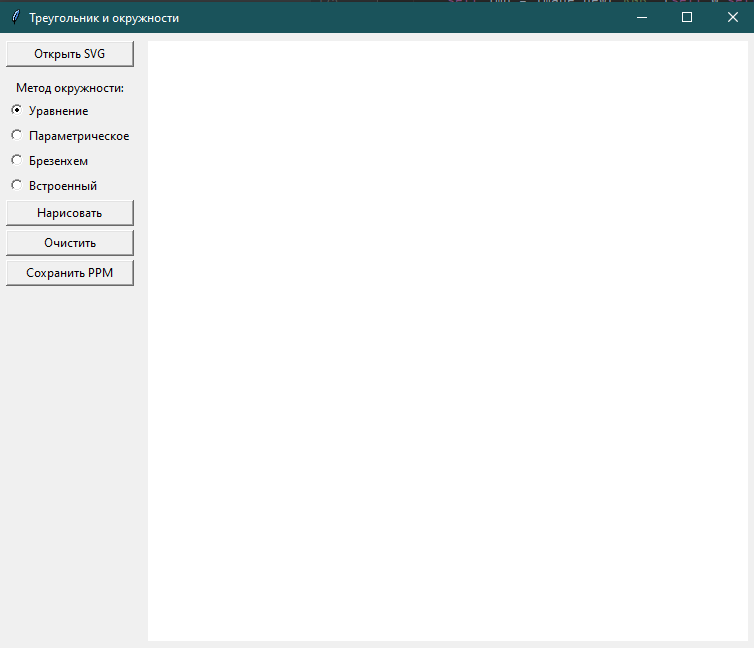 Треугольник и окружности
Открыть SVG
Метод окружности:
Уравнение
Параметрическое
Брезенхем
Встроенный
Нарисовать
Очистить
Сохранить PPM